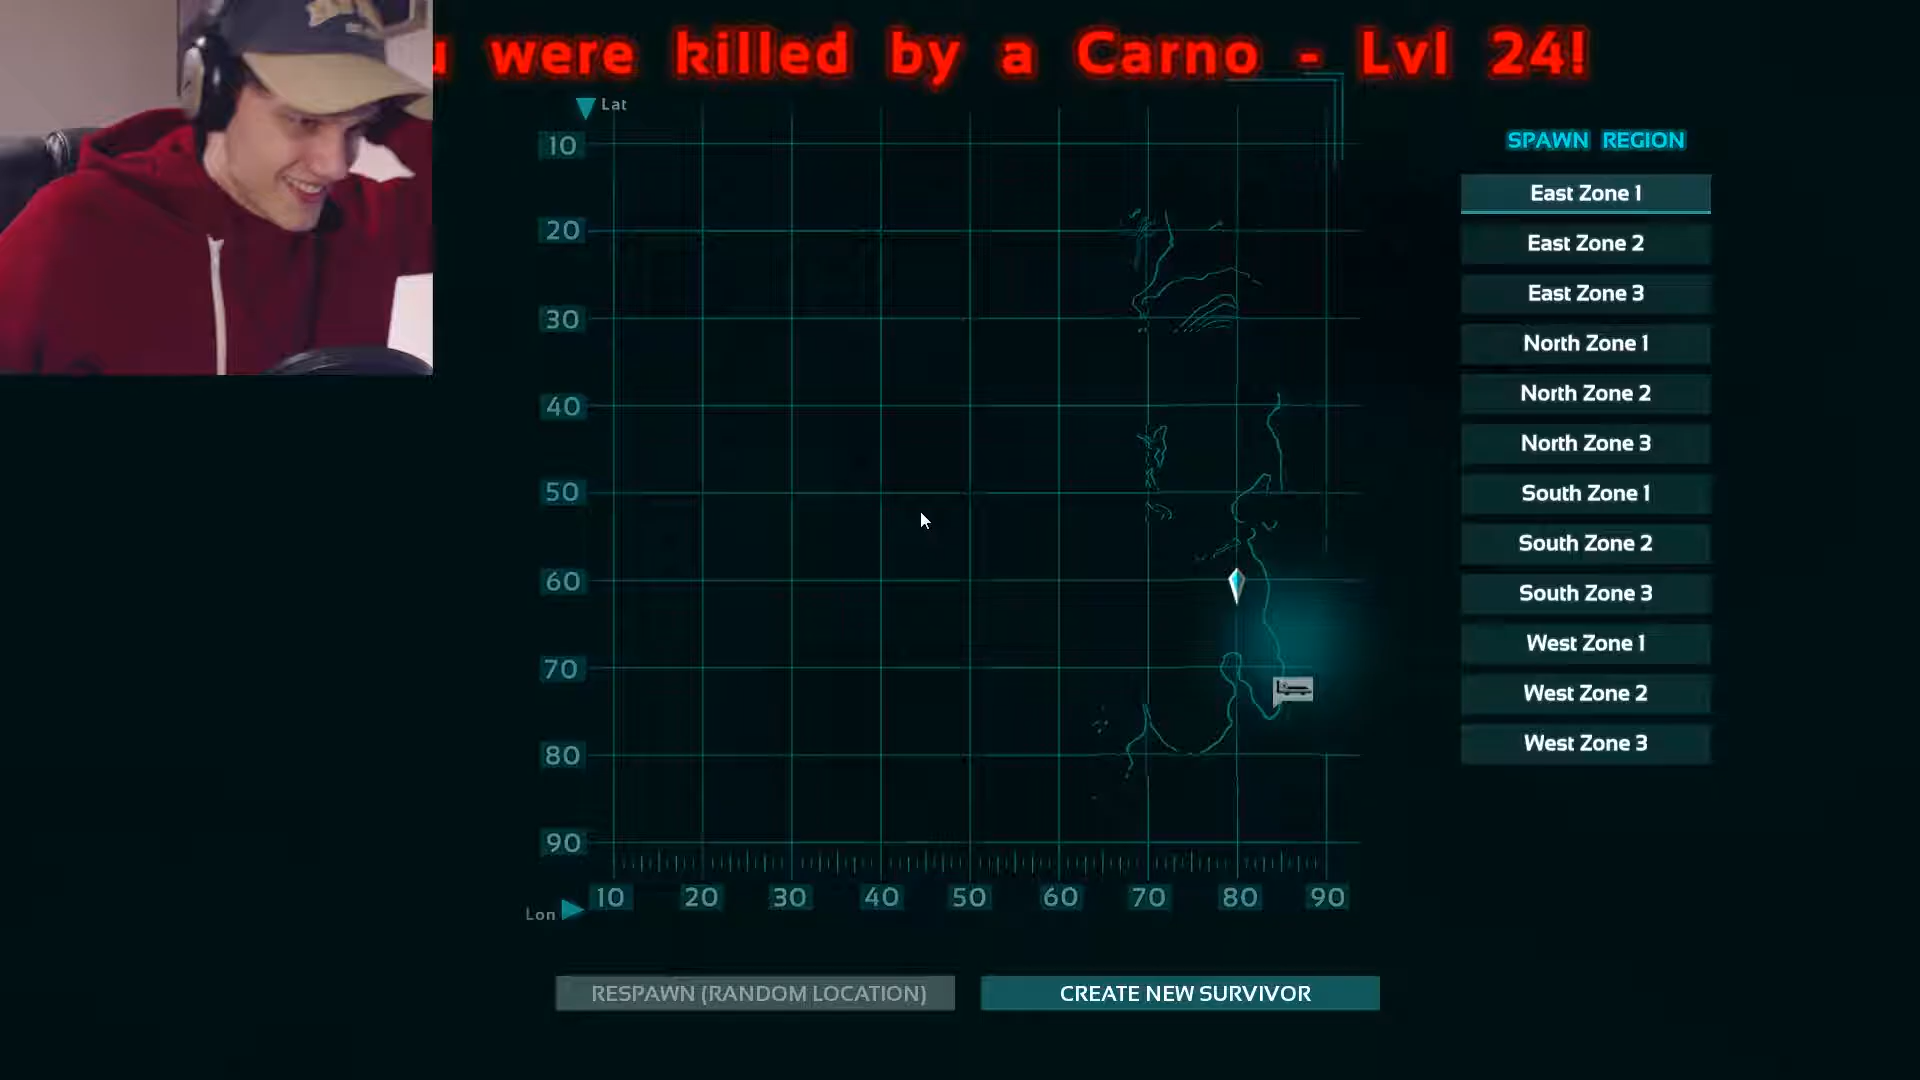 were killed by a Carno - Lvl 24!
Lat
10
20
30
40
50
60
70
80
90
Lon
10 20 30 40 50 60 70 80 90
SPAWN REGION
East Zone 1
East Zone 2
East Zone 3
North Zone 1
North Zone 2
North Zone 3
South Zone 1
South Zone 2
South Zone 3
West Zone 1
West Zone 2
West Zone 3
RESPAWN (RANDOM LOCATION)
CREATE NEW SURVIVOR